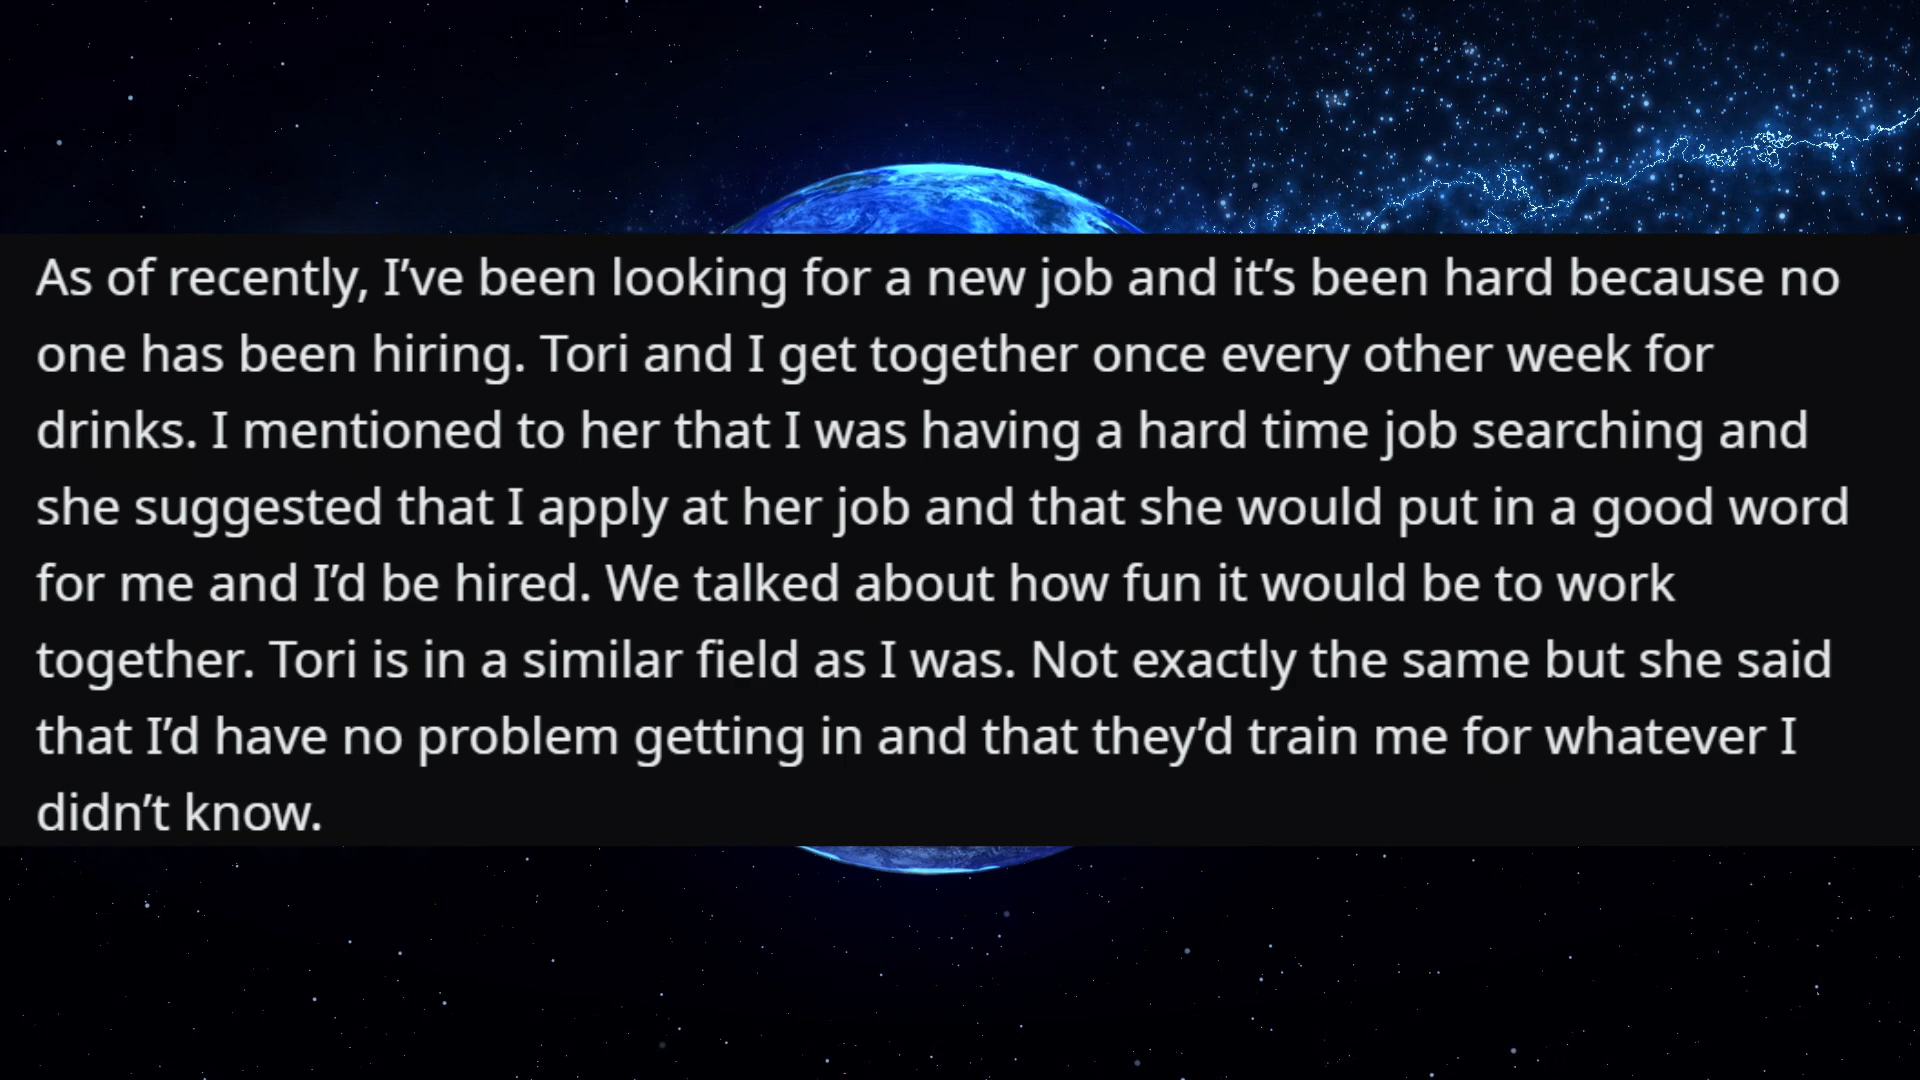 As of recently, I’ve been looking for a new job and it’s been hard because no
one has been hiring. Tori and I get together once every other week for
drinks. I mentioned to her that I was having a hard time job searching and
she suggested that I apply at her job and that she would put in a good word
for me and I’d be hired. We talked about how fun it would be to work
together. Tori is in a similar field as I was. Not exactly the same but she said
that I’d have no problem getting in and that they’d train me for whatever I
didn’t know.